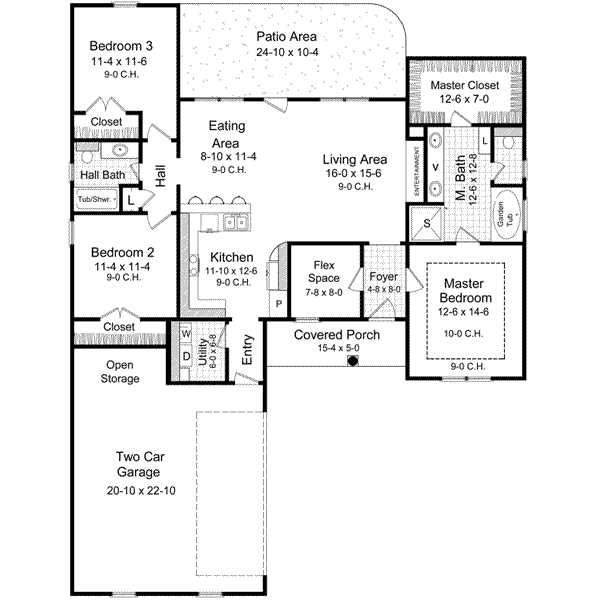 Bedroom 3
11-4 x 11-6
9-0 C.H.
Patio Area
24-10 x 10-4
Master Closet
12-6 x 7-0
Closet
Eating
Area
8-10 x 11-4
9-0 C.H.
Living Area
16-0 x 15-6
9-0 C.H.
ENTERTAINMENT
V
L
M. Bath
12-6 x 12-8
Hall Bath
Hall
Tub/Shwr.
L
Garden
Tub
S
Bedroom 2
11-4 x 11-4
9-0 C.H.
Kitchen
11-10 x 12-6
9-0 C.H.
P
Flex
Space
7-8 x 8-0
Foyer
4-8 x 8-0
Master
Bedroom
12-6 x 14-6
10-0 C.H.
9-0 C.H.
Closet
W
D
Utility
6-0 x 6-8
Entry
Covered Porch
15-4 x 5-0
Open
Storage
Two Car
Garage
20-10 x 22-10